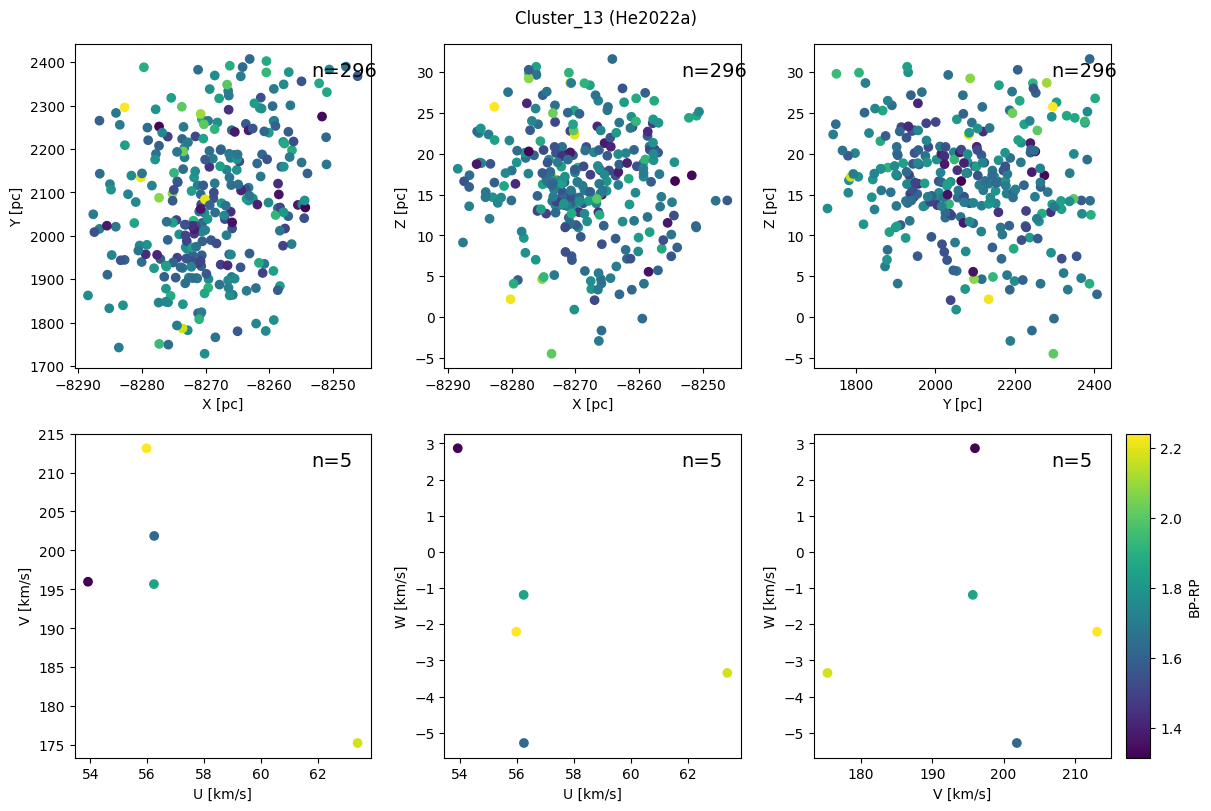 Cluster_13 (He2022a)
n=296
2400
2300
2200
2100
2000
1900
1800
1700
Y [pc]
−8290 −8280 −8270 −8260 −8250
X [pc]
n=296
30
25
20
15
10
5
0
−5
Z [pc]
−8290 −8280 −8270 −8260 −8250
X [pc]
n=296
30
25
20
15
10
5
0
−5
Z [pc]
1800 2000 2200 2400
Y [pc]
n=5
215
210
205
200
195
190
185
180
175
V [km/s]
54 56 58 60 62
U [km/s]
n=5
3
2
1
0
−1
−2
−3
−4
−5
W [km/s]
54 56 58 60 62
U [km/s]
n=5
3
2
1
0
−1
−2
−3
−4
−5
W [km/s]
180 190 200 210
V [km/s]
2.2
2.0
1.8
1.6
1.4
BP-RP